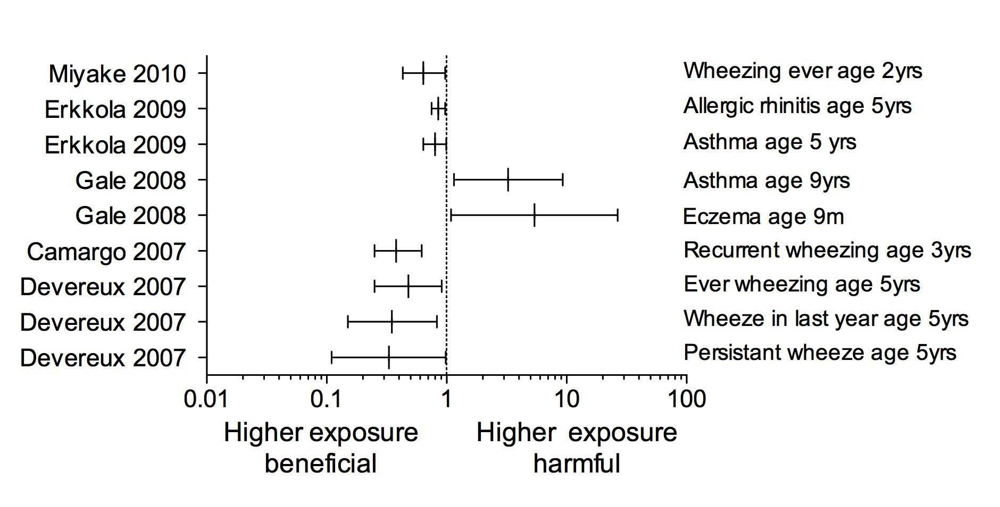 Miyake 2010 Wheezing ever age 2yrs
Erkkola 2009 Allergic rhinitis age 5yrs
Erkkola 2009 Asthma age 5 yrs
Gale 2008 Asthma age 9yrs
Gale 2008 Eczema age 9m
Camargo 2007 Recurrent wheezing age 3yrs
Devereux 2007 Ever wheezing age 5yrs
Devereux 2007 Wheeze in last year age 5yrs
Devereux 2007 Persistant wheeze age 5yrs
0.01 0.1 1 10 100
Higher exposure Higher exposure
beneficial harmful